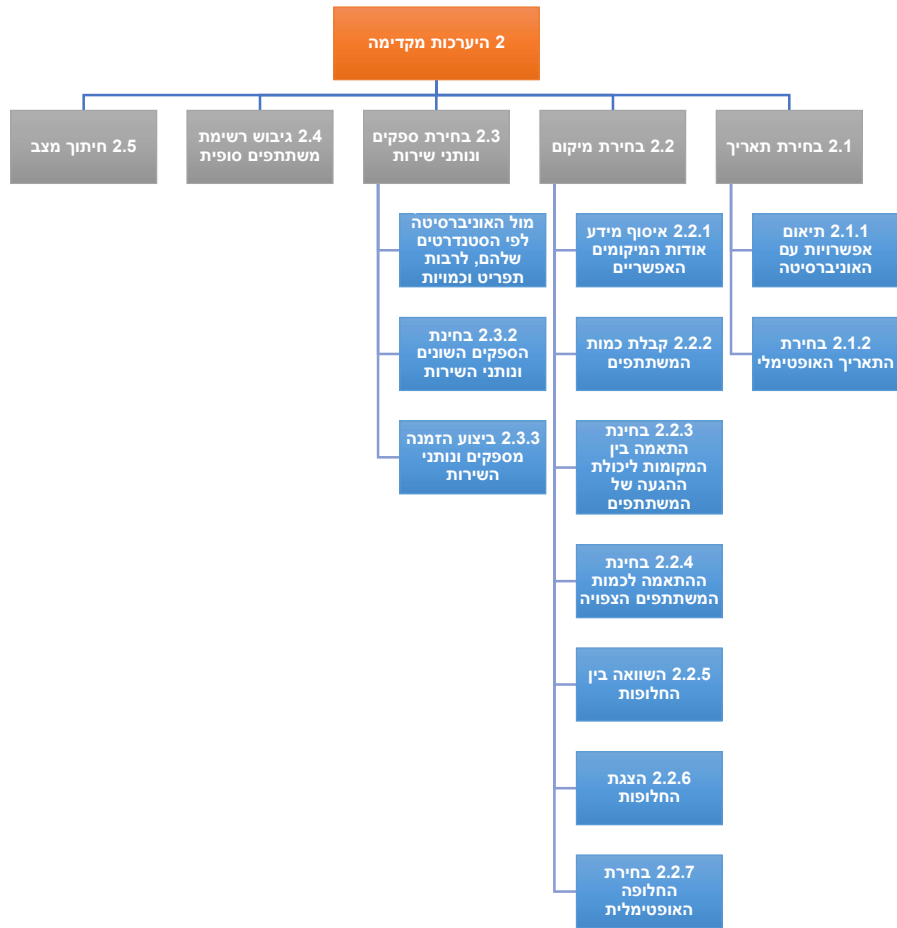 2 היערכות מקדימה
2.1 בחירת תאריך
2.2 בחירת מיקום
2.3 בחירת ספקים
ונותני שירות
2.4 גיבוש רשימת
משתתפים סופית
2.5 חיתוך מצב
2.1.1 תיאום
אפשרויות עם
האוניברסיטה
2.1.2 בחירת
התאריך האופטימלי
2.2.1 איסוף מידע
אודות המיקומים
האפשריים
2.2.2 קבלת כמות
המשתתפים
2.2.3 בחינת
התאמה בין
המקומות ליכולת
ההגעה של
המשתתפים
2.2.4 בחינת
ההתאמה לכמות
המשתתפים הצפויה
2.2.5 השוואה בין
החלופות
2.2.6 הצגת
החלופות
2.2.7 בחירת
החלופה
האופטימלית
מול האוניברסיטה
לפי הסטנדרטים
שלהם, לרבות
תפריט וכמויות
2.3.2 בחינת
הספקים השונים
ונותני השירות
2.3.3 ביצוע הזמנה
מספקים ונותני
השירות